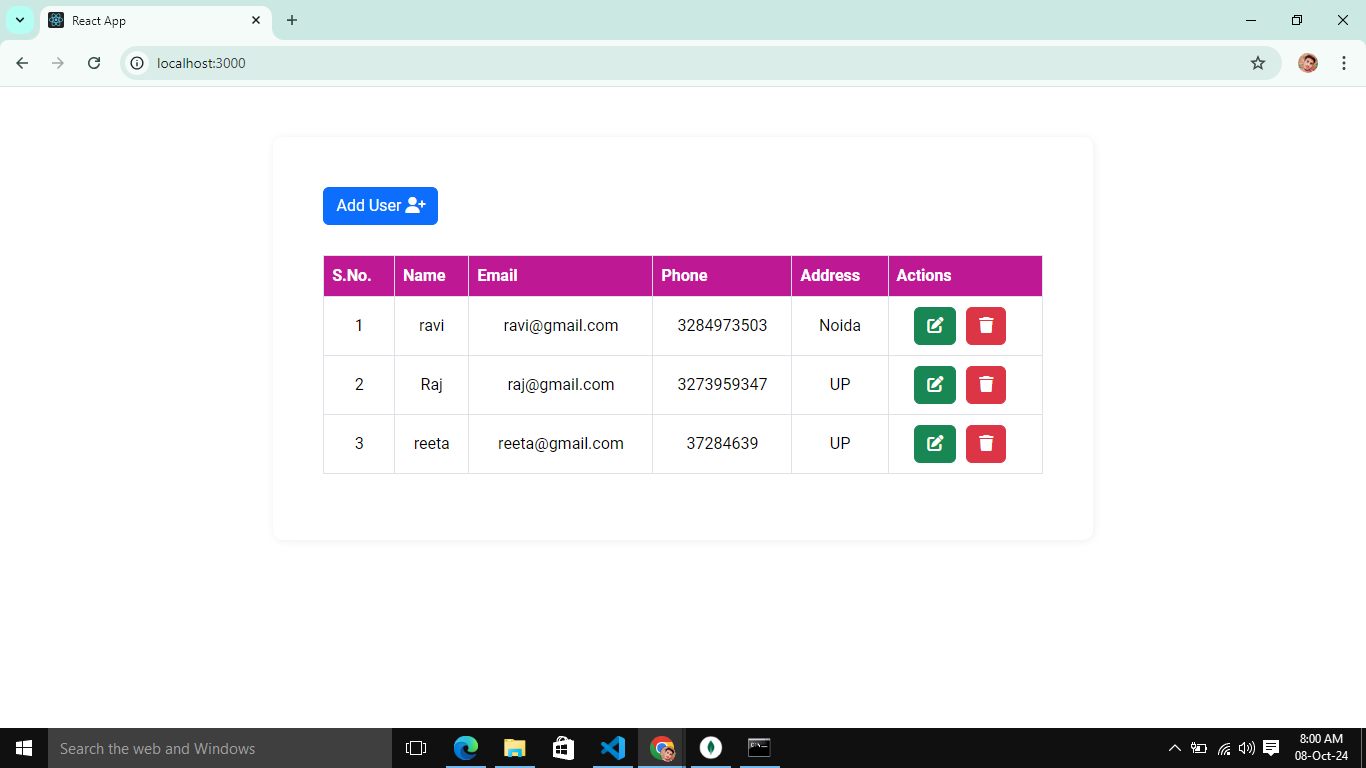 React App
localhost:3000
Add User
S.No. Name Email Phone Address Actions
1 ravi ravi@gmail.com 3284973503 Noida
2 Raj raj@gmail.com 3273959347 UP
3 reeta reeta@gmail.com 37284639 UP
Search the web and Windows
8:00 AM
08-Oct-24